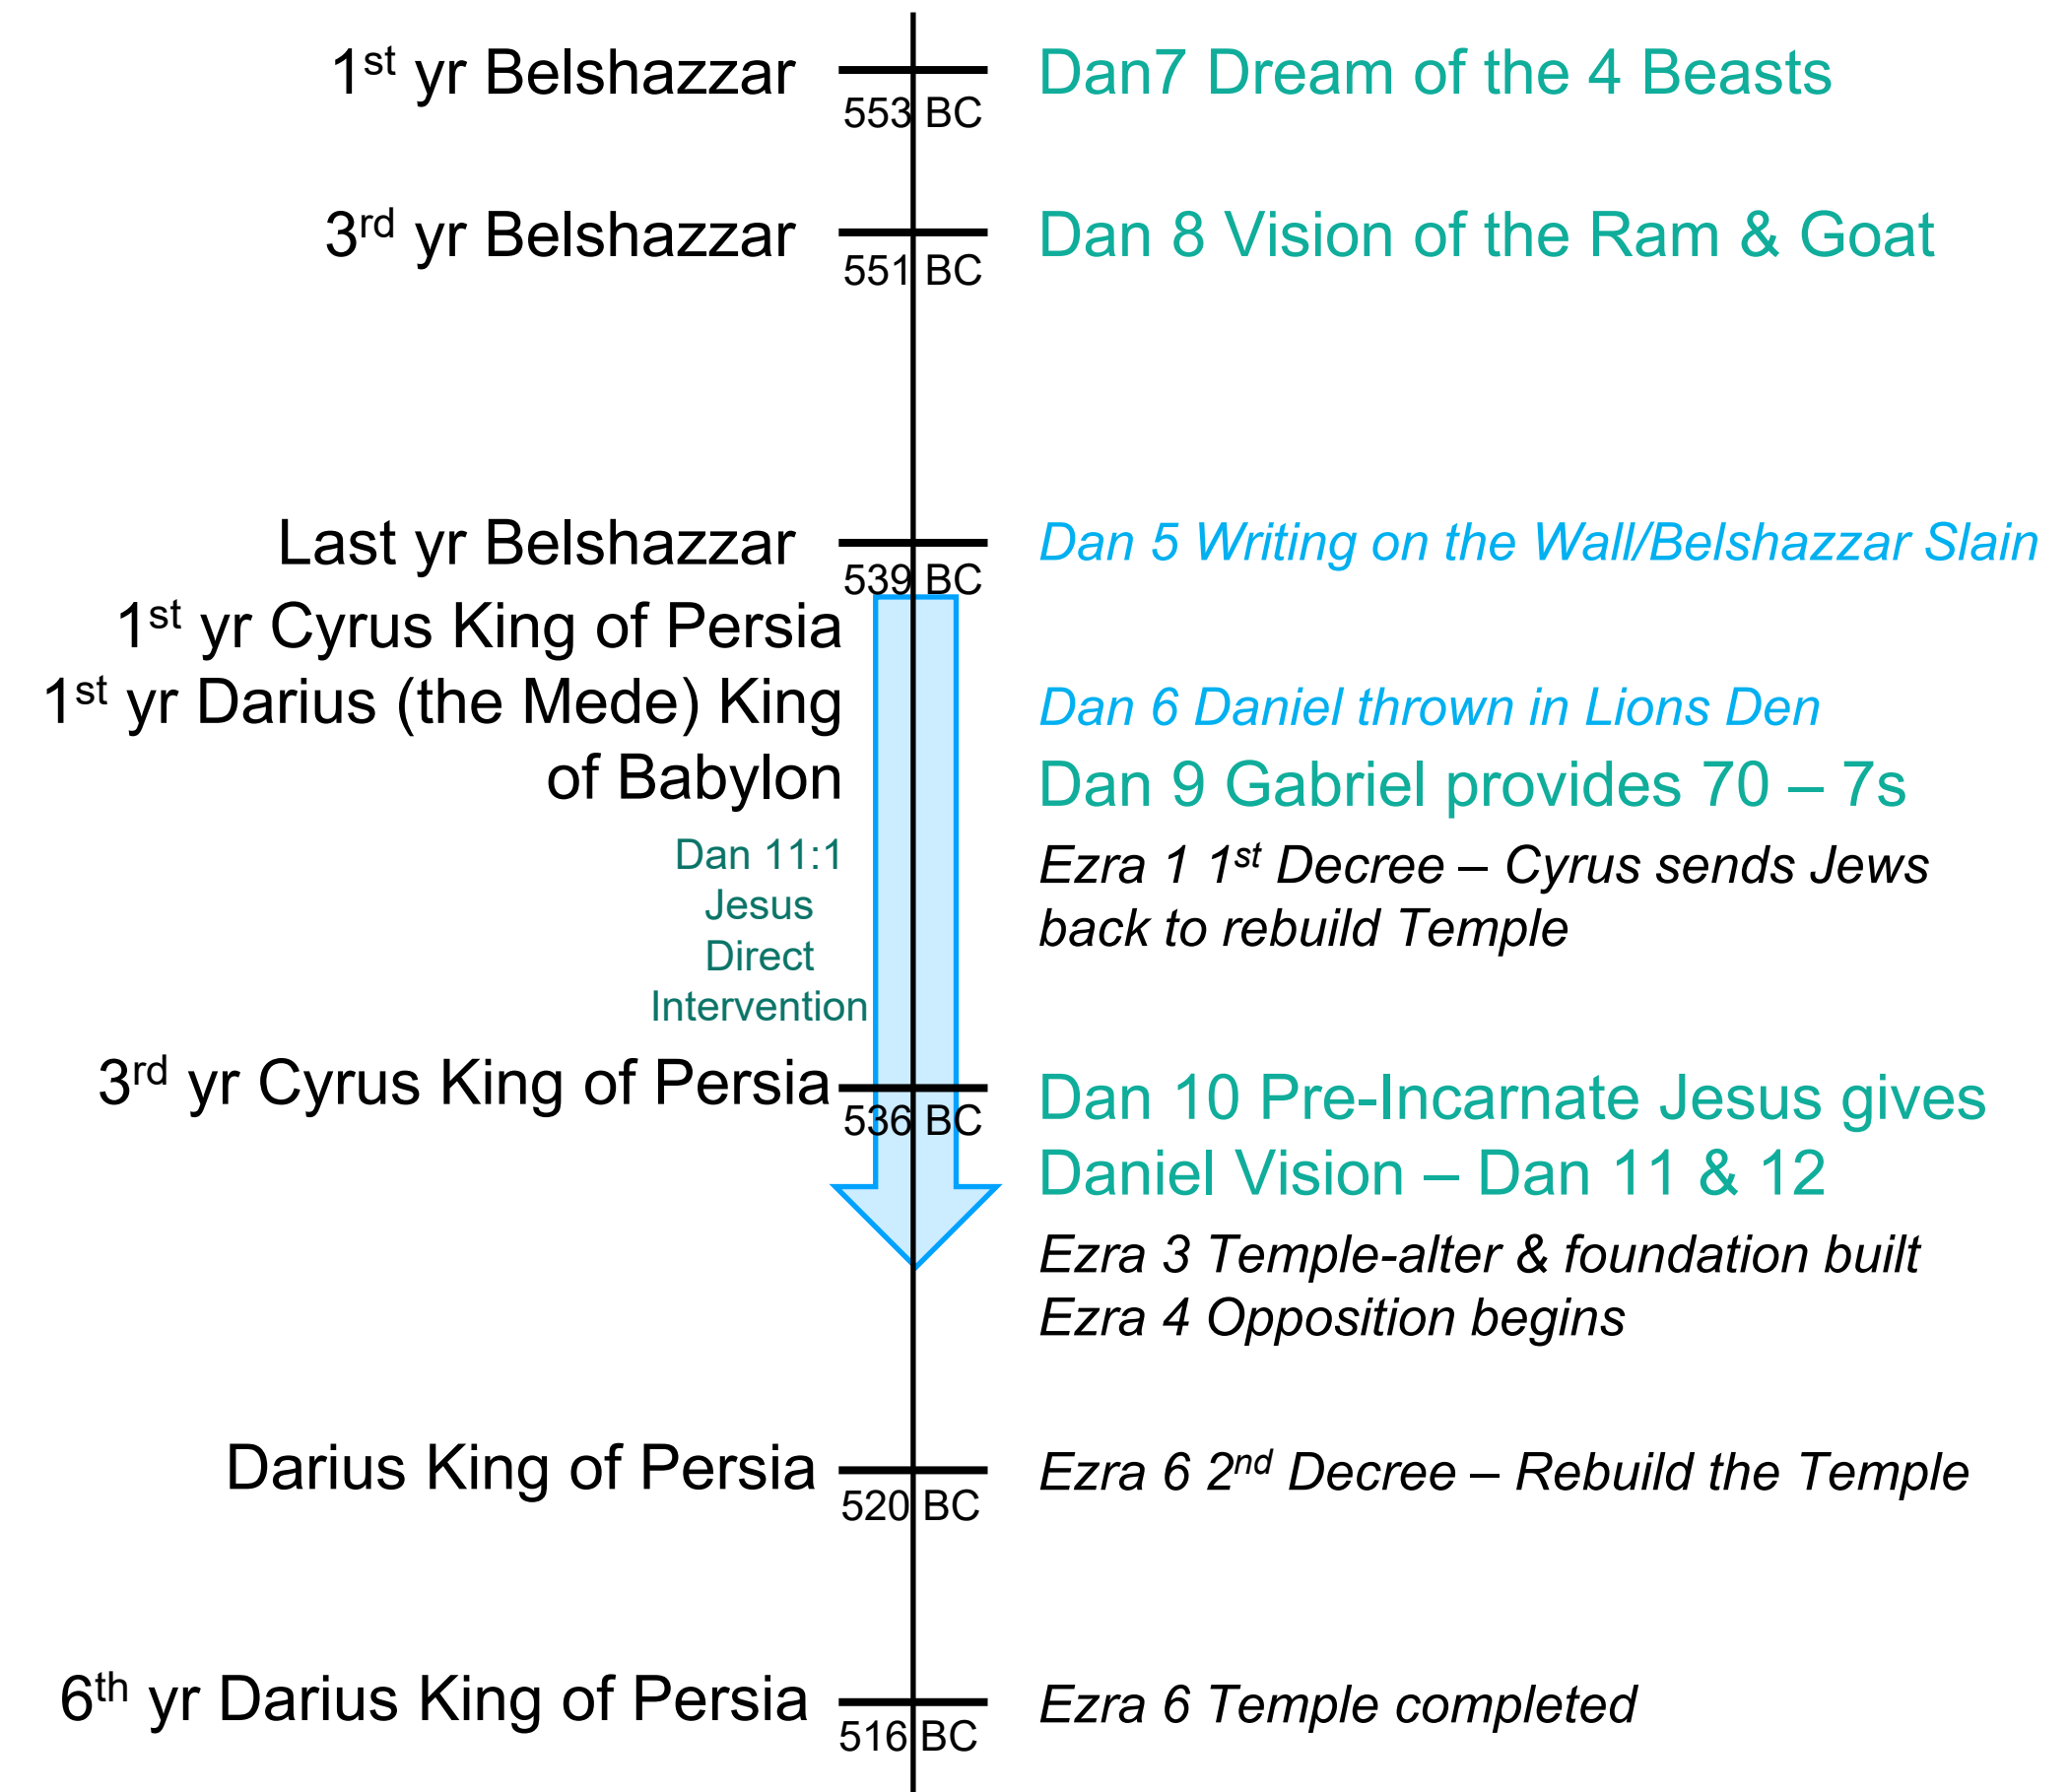 1st yr Belshazzar
553 BC
Dan7 Dream of the 4 Beasts
3rd yr Belshazzar
551 BC
Dan 8 Vision of the Ram & Goat
Last yr Belshazzar
539 BC
Dan 5 Writing on the Wall/Belshazzar Slain
1st yr Cyrus King of Persia
1st yr Darius (the Mede) King
of Babylon
Dan 6 Daniel thrown in Lions Den
Dan 9 Gabriel provides 70 – 7s
Ezra 1 1st Decree – Cyrus sends Jews
back to rebuild Temple
Dan 11:1
Jesus
Direct
Intervention
3rd yr Cyrus King of Persia
536 BC
Dan 10 Pre-Incarnate Jesus gives
Daniel Vision – Dan 11 & 12
Ezra 3 Temple-alter & foundation built
Ezra 4 Opposition begins
Darius King of Persia
520 BC
Ezra 6 2nd Decree – Rebuild the Temple
6th yr Darius King of Persia
516 BC
Ezra 6 Temple completed